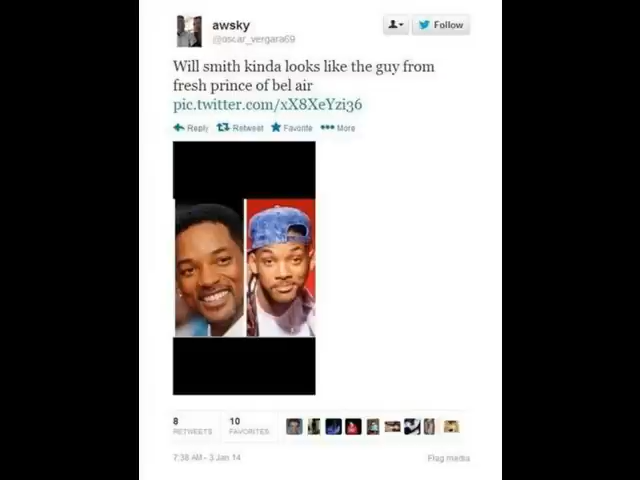 awsky
@oscar_vergara69
Follow
Will smith kinda looks like the guy from
fresh prince of bel air
pic.twitter.com/xX8XeYzi36
Reply Retweet Favorite More
8 10
RETWEETS FAVORITES
7:38 AM - 3 Jan 14
Flag media